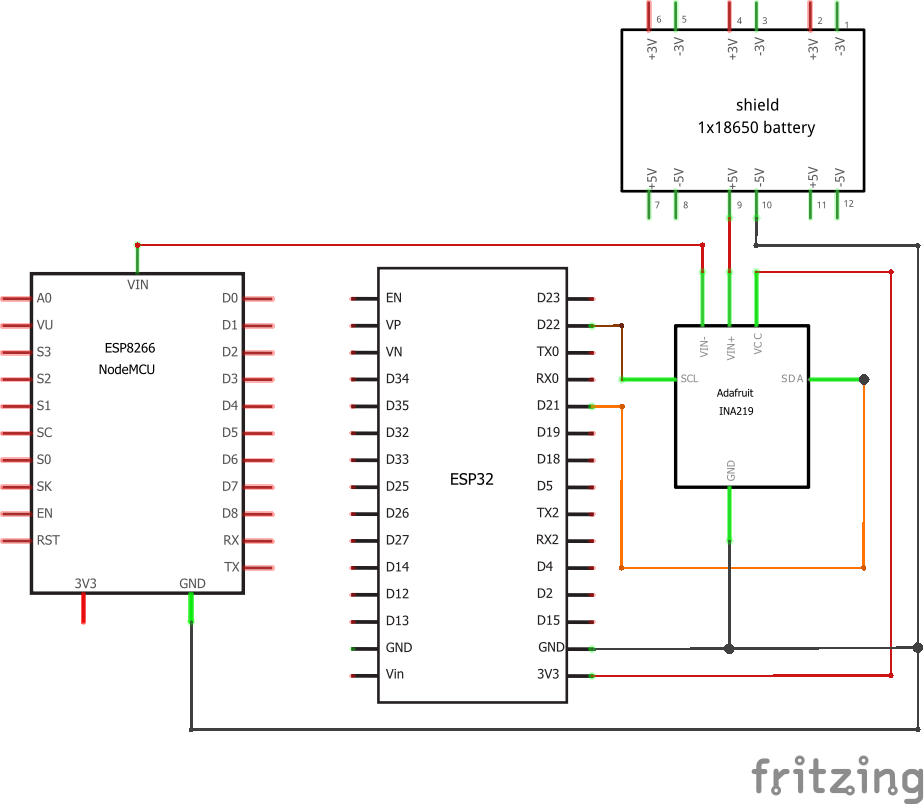 6 5 4 3 2 1
+3V -3V +3V -3V +3V -3V
shield
1x18650 battery
+5V -5V +5V -5V +5V -5V
7 8 9 10 11 12
VIN
A0 D0
VU D1
S3 D2
ESP8266
NodeMCU
S2 D3
S1 D4
SC D5
S0 D6
SK D7
EN D8
RST RX
TX
3V3 GND
EN D23
VP D22
VN TX0
D34 RX0
D35 D21
D32 D19
D33 D18
ESP32
D25 D5
D26 TX2
D27 RX2
D14 D4
D12 D2
D13 D15
GND GND
Vin 3V3
VIN- VIN+ VCC
SCL SDA
Adafruit
INA219
GND
fritzing